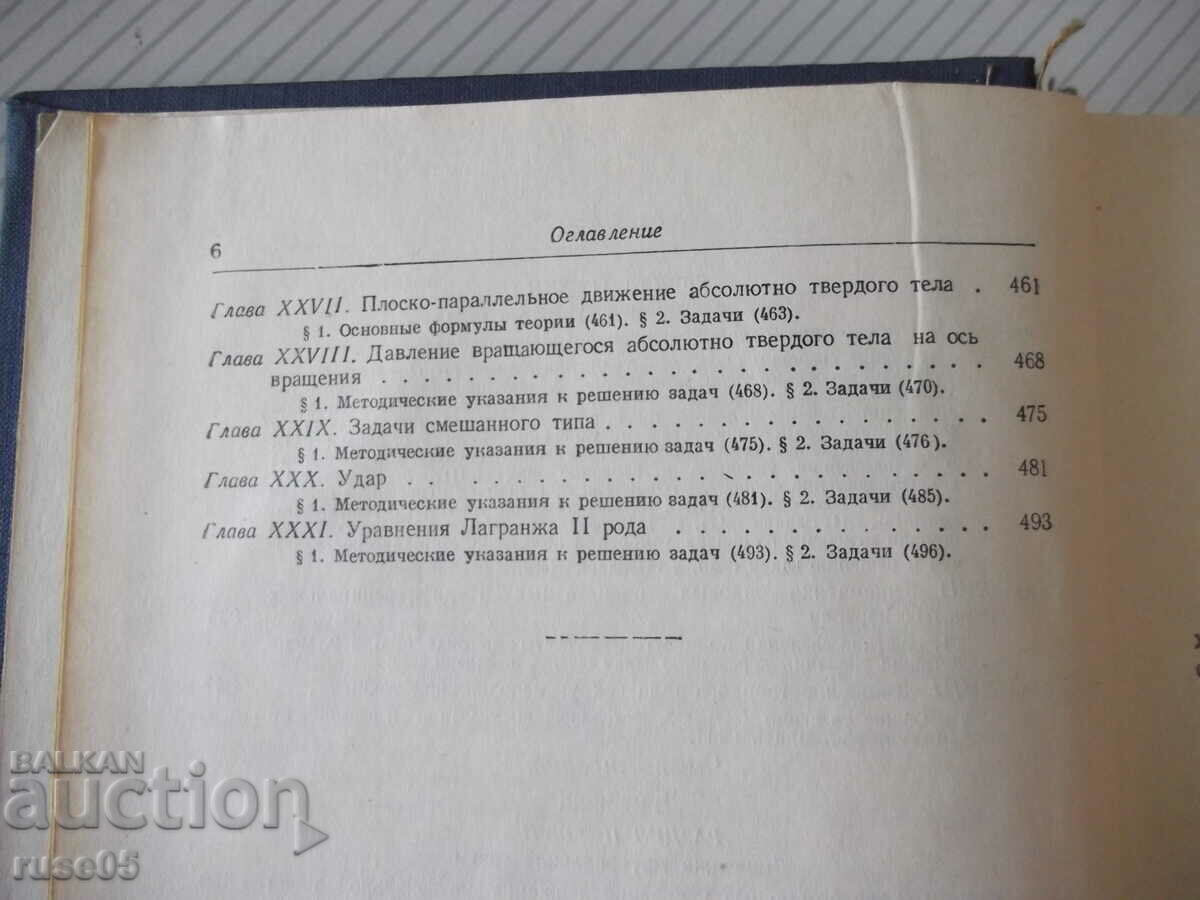 6
Оглавление
Глава XXVII. Плоско-параллельное движение абсолютно твердого тела . 461
§ 1. Основные формулы теории (461). § 2. Задачи (463).
Глава XXVIII. Давление вращающегося абсолютно твердого тела на ось
вращения . . . . . . . . . . . . . . . . . . . . . . . 468
§ 1. Методические указания к решению задач (468). § 2. Задачи (470).
Глава XXIX. Задачи смешанного типа . . . . . . . . . . . . . . . 475
§ 1. Методические указания к решению задач (475). § 2. Задачи (476).
Глава XXX. Удар . . . . . . . . . . . . . . . . . . . . . . 481
§ 1. Методические указания к решению задач (481). § 2. Задачи (485).
Глава XXXI. Уравнения Лагранжа II рода . . . . . . . . . . . . . 493
§ 1. Методические указания к решению задач (493). § 2. Задачи (496).
BALKAN
auction
ruse05